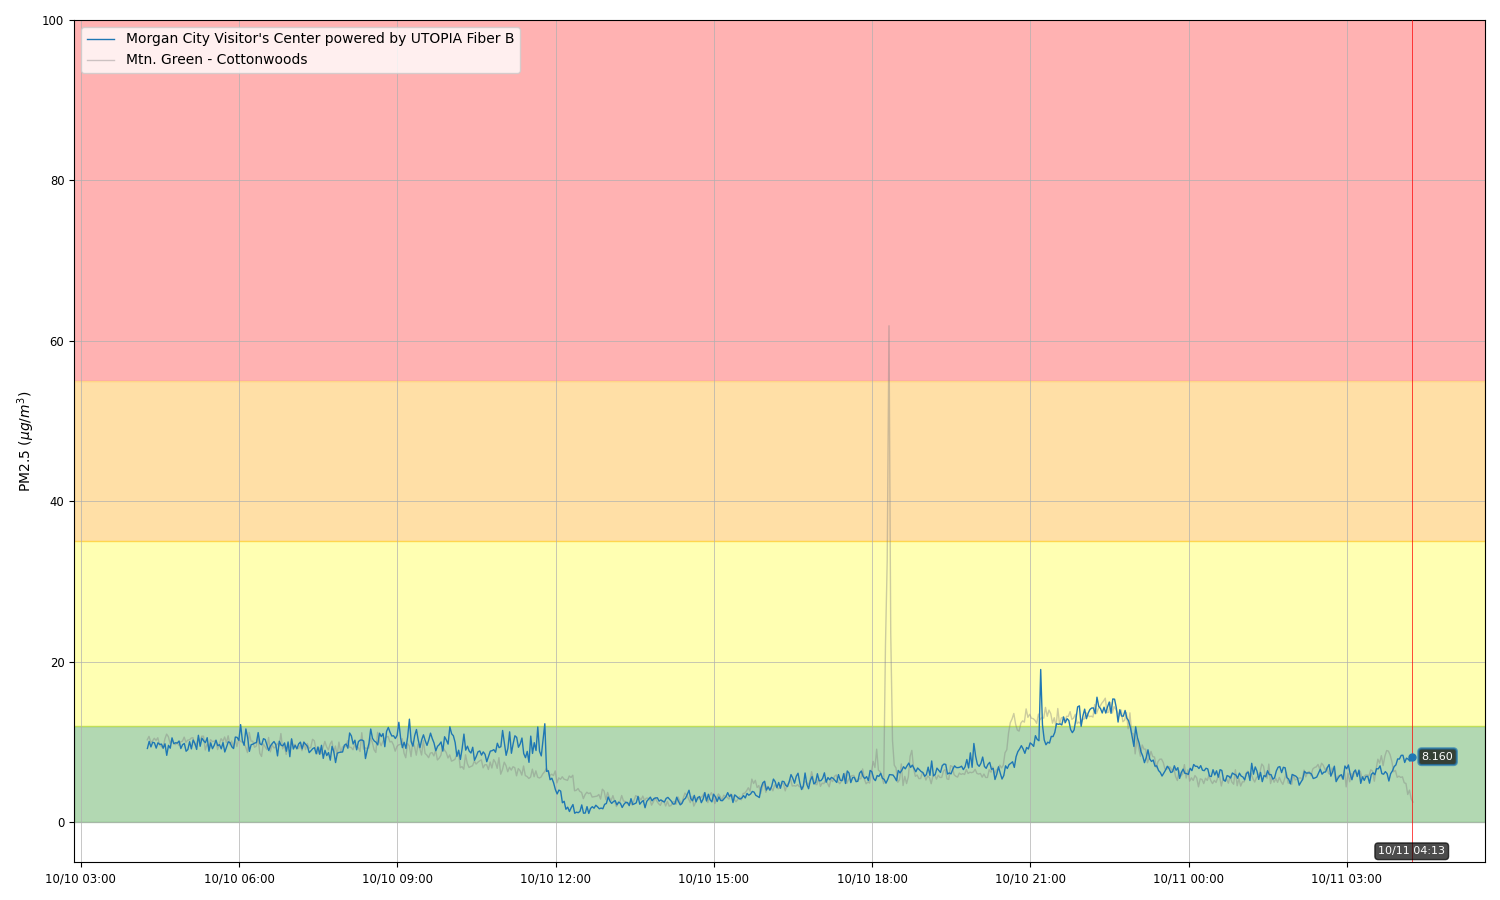 100
80
60
40
20
0
PM2.5 (μg/m³)
Morgan City Visitor's Center powered by UTOPIA Fiber B
Mtn. Green - Cottonwoods
8.160
10/11 04:13
10/10 03:00 10/10 06:00 10/10 09:00 10/10 12:00 10/10 15:00 10/10 18:00 10/10 21:00 10/11 00:00 10/11 03:00